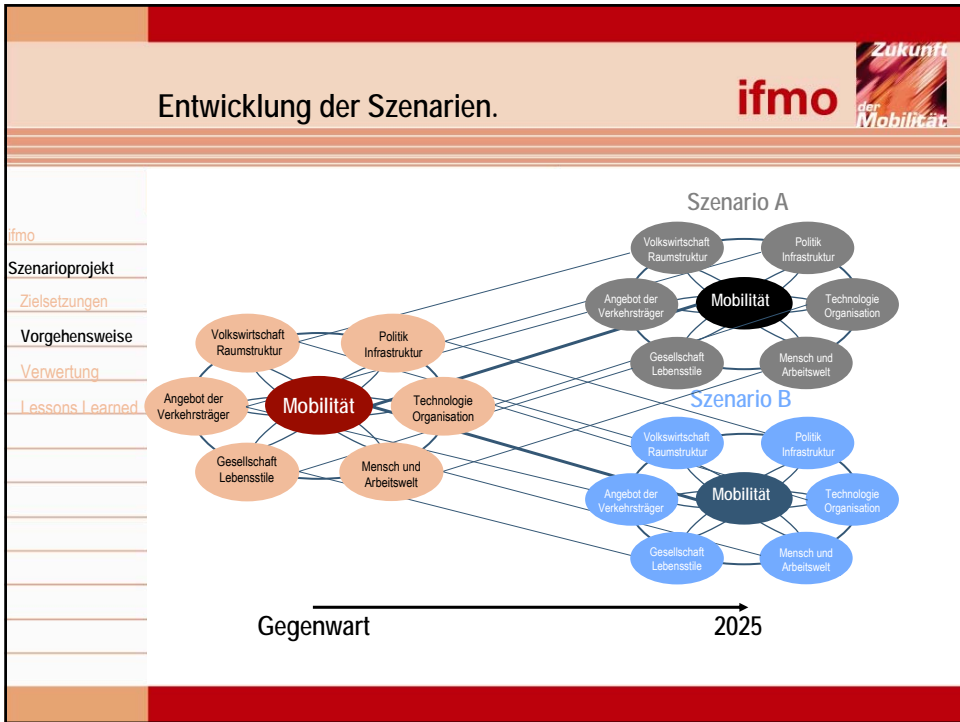 Entwicklung der Szenarien.
ifmo
Zukunft
der
Mobilität
ifmo
Szenarioprojekt
Zielsetzungen
Vorgehensweise
Verwertung
Lessons Learned
Volkswirtschaft
Raumstruktur
Politik
Infrastruktur
Angebot der
Verkehrsträger
Mobilität
Technologie
Organisation
Gesellschaft
Lebensstile
Mensch und
Arbeitswelt
Szenario A
Volkswirtschaft
Raumstruktur
Politik
Infrastruktur
Angebot der
Verkehrsträger
Mobilität
Technologie
Organisation
Gesellschaft
Lebensstile
Mensch und
Arbeitswelt
Szenario B
Volkswirtschaft
Raumstruktur
Politik
Infrastruktur
Angebot der
Verkehrsträger
Mobilität
Technologie
Organisation
Gesellschaft
Lebensstile
Mensch und
Arbeitswelt
Gegenwart
2025